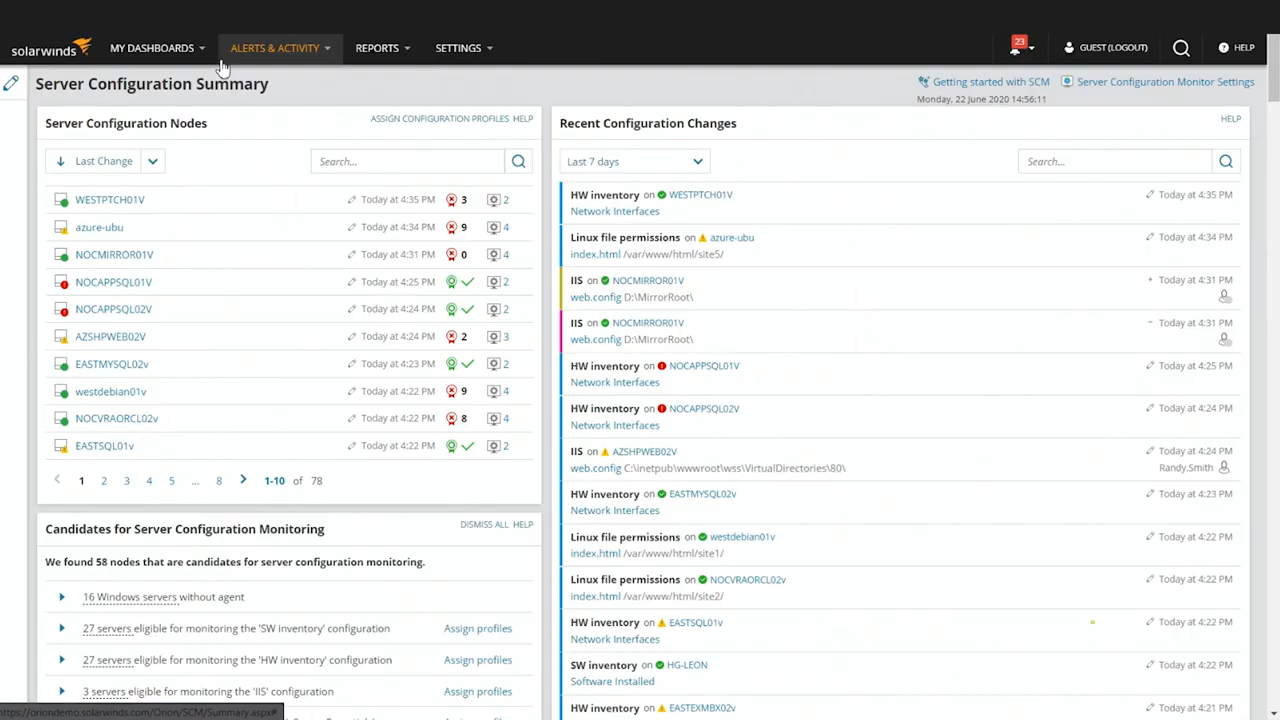 solarwinds MY DASHBOARDS ALERTS & ACTIVITY REPORTS SETTINGS 23 GUEST (LOGOUT) HELP
Server Configuration Summary
Getting started with SCM Server Configuration Monitor Settings
Monday, 22 June 2020 14:56:11
Server Configuration Nodes ASSIGN CONFIGURATION PROFILES HELP
Last Change Search...
WESTPTCH01V Today at 4:35 PM 3 2
azure-ubu Today at 4:34 PM 9 4
NOCMIRROR01V Today at 4:31 PM 0 4
NOCAPPSQL01V Today at 4:25 PM 2
NOCAPPSQL02V Today at 4:24 PM 2
AZSHPWEB02V Today at 4:24 PM 2 3
EASTMYSQL02v Today at 4:23 PM 2
westdebian01v Today at 4:22 PM 9 4
NOCVRAORCL02v Today at 4:22 PM 8 4
EASTSQL01v Today at 4:22 PM 2
1 2 3 4 5 ... 8 1-10 of 78
Candidates for Server Configuration Monitoring DISMISS ALL HELP
We found 58 nodes that are candidates for server configuration monitoring.
16 Windows servers without agent
27 servers eligible for monitoring the 'SW inventory' configuration Assign profiles
27 servers eligible for monitoring the 'HW inventory' configuration Assign profiles
3 servers eligible for monitoring the 'IIS' configuration Assign profiles
https://oriondemo.solarwinds.com/Orion/SCM/Summary.aspx#
Recent Configuration Changes HELP
Last 7 days Search...
HW inventory on WESTPTCH01V Today at 4:35 PM
Network Interfaces
Linux file permissions on azure-ubu Today at 4:34 PM
index.html /var/www/html/site5/
IIS on NOCMIRROR01V + Today at 4:31 PM
web.config D:\MirrorRoot\
IIS on NOCMIRROR01V - Today at 4:31 PM
web.config D:\MirrorRoot\
HW inventory on NOCAPPSQL01V Today at 4:25 PM
Network Interfaces
HW inventory on NOCAPPSQL02V Today at 4:24 PM
Network Interfaces
IIS on AZSHPWEB02V Today at 4:24 PM
web.config C:\inetpub\wwwroot\wss\VirtualDirectories\80\ Randy.Smith
HW inventory on EASTMYSQL02v Today at 4:23 PM
Network Interfaces
Linux file permissions on westdebian01v Today at 4:22 PM
index.html /var/www/html/site1/
Linux file permissions on NOCVRAORCL02v Today at 4:22 PM
index.html /var/www/html/site2/
HW inventory on EASTSQL01v Today at 4:22 PM
Network Interfaces
SW inventory on HG-LEON Today at 4:22 PM
Software Installed
HW inventory on EASTEXMBX02v Today at 4:21 PM